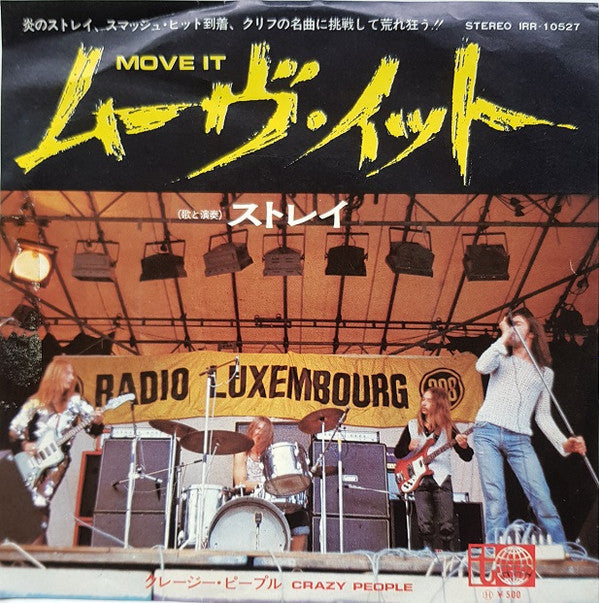 炎のストレイ、スマッシュ・ヒット到着、クリフの名曲に挑戦して荒れ狂う!! STEREO IRR-10527
MOVE IT
ムーヴ・イット
(歌と演奏) ストレイ
RADIO LUXEMBOURG 208
クレージー・ピープル CRAZY PEOPLE
¥500